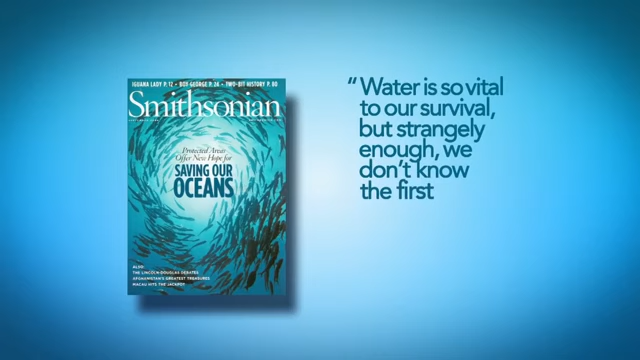 IGUANA LADY P. 12 • BOY GEORGE P. 24 • TWO-BIT HISTORY P. 80
Smithsonian
Protected Areas
Offer New Hope for
SAVING OUR
OCEANS
ALSO:
THE LINCOLN-DOUGLAS DEBATES
AFGHANISTAN'S GREATEST TREASURES
MACAU HITS THE JACKPOT
“ Water is so vital
to our survival,
but strangely
enough, we
don't know
the first